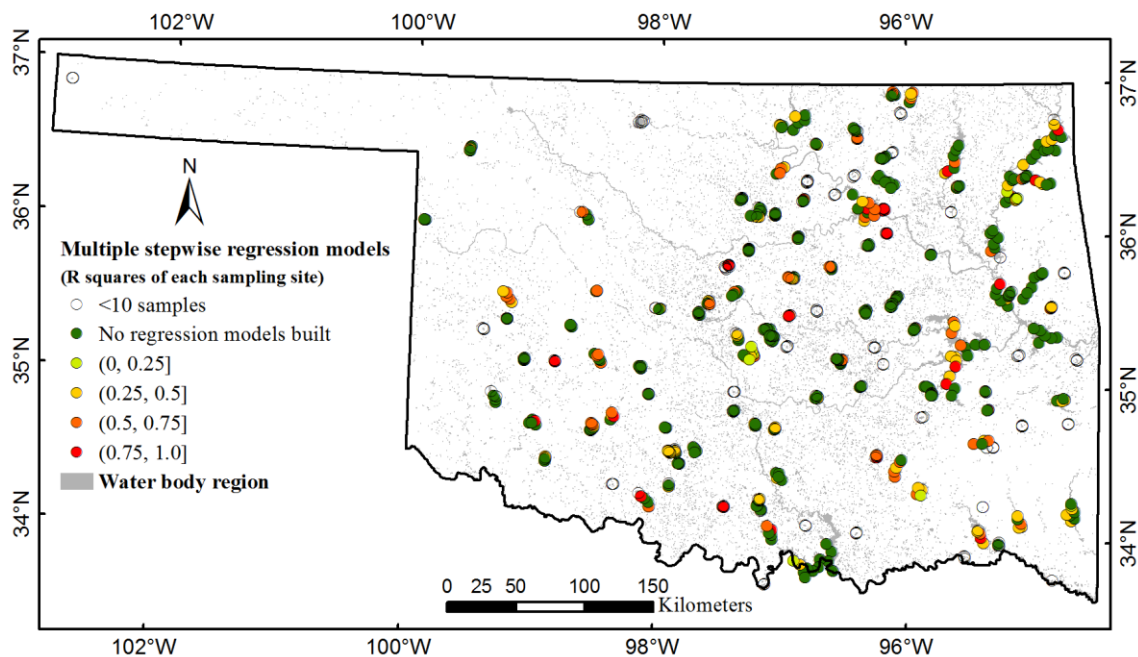 102°W 100°W 98°W 96°W
37°N 37°N
36°N 36°N
35°N 35°N
34°N 34°N
N
Multiple stepwise regression models
(R squares of each sampling site)
<10 samples
No regression models built
(0, 0.25]
(0.25, 0.5]
(0.5, 0.75]
(0.75, 1.0]
Water body region
0 25 50 100 150
Kilometers
102°W 100°W 98°W 96°W